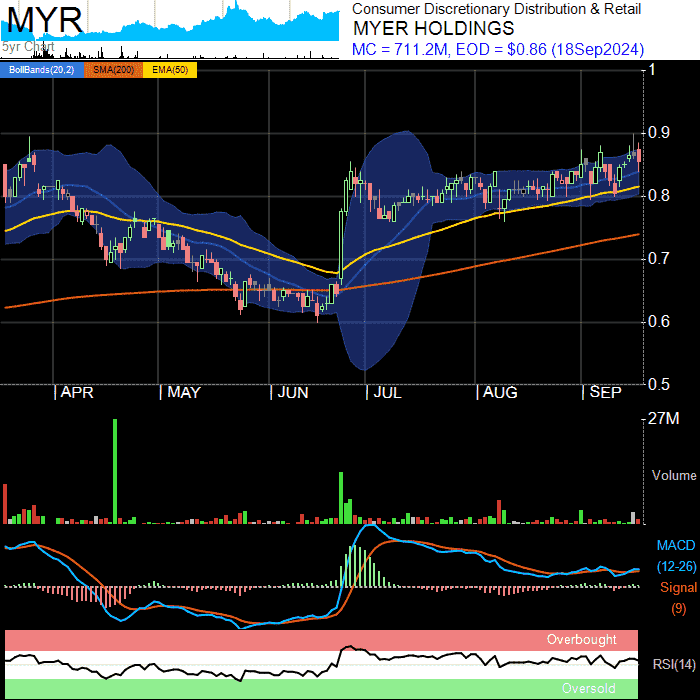 MYR
5yr Chart
Consumer Discretionary Distribution & Retail
MYER HOLDINGS
MC = 711.2M, EOD = $0.86 (18Sep2024)
BollBands(20,2) SMA(200) EMA(50)
1
0.9
0.8
0.7
0.6
0.5
APR MAY JUN JUL AUG SEP
27M
Volume
MACD
(12-26)
Signal
(9)
Overbought
RSI(14)
Oversold